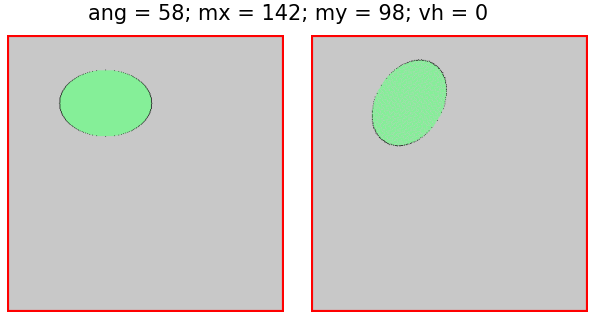 ang = 58; mx = 142; my = 98; vh = 0